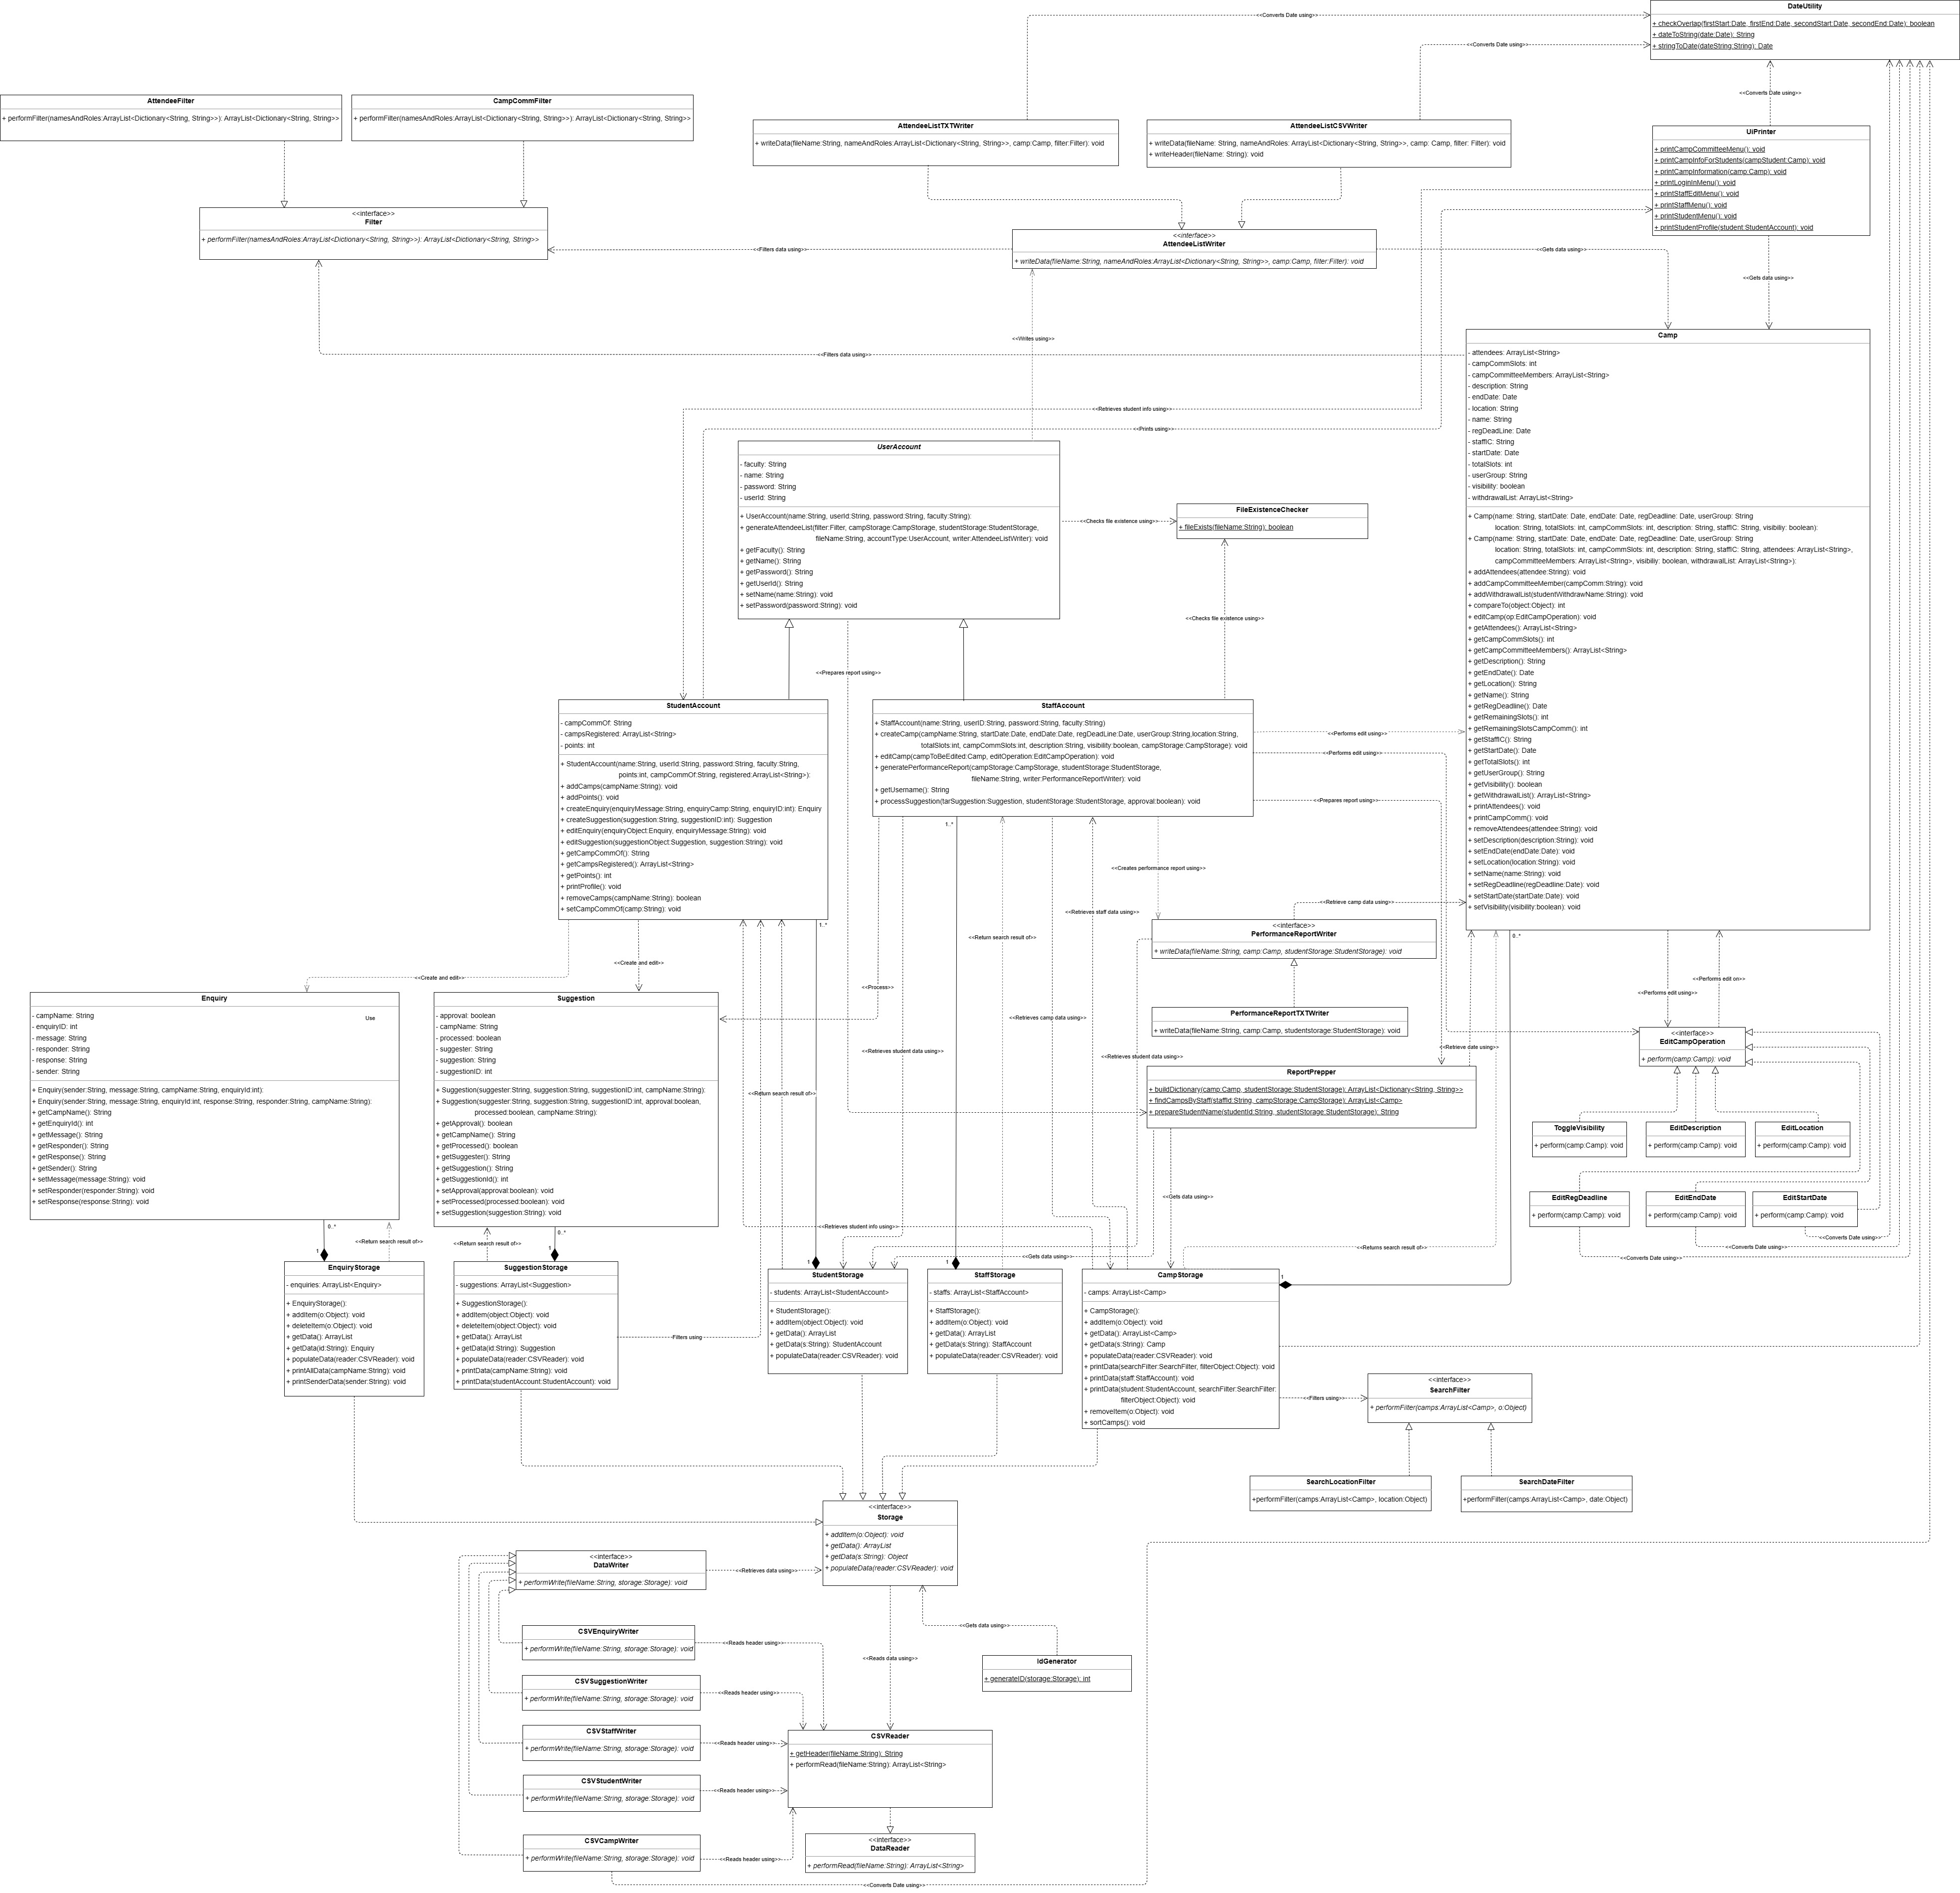 DateUtility
+ checkOverlap(firstStart:Date, firstEnd:Date, secondStart:Date, secondEnd:Date): boolean
+ dateToString(date:Date): String
+ stringToDate(dateString:String): Date
<<Converts Date using>>
<<Converts Date using>>
<<Converts Date using>>
AttendeeFilter
+ performFilter(namesAndRoles:ArrayList<Dictionary<String, String>>): ArrayList<Dictionary<String, String>>
CampCommFilter
+ performFilter(namesAndRoles:ArrayList<Dictionary<String, String>>): ArrayList<Dictionary<String, String>>
AttendeeListTXTWriter
+ writeData(fileName:String, nameAndRoles:ArrayList<Dictionary<String, String>>, camp:Camp, filter:Filter): void
AttendeeListCSVWriter
+ writeData(fileName: String, nameAndRoles: ArrayList<Dictionary<String, String>>, camp: Camp, filter: Filter): void
+ writeHeader(fileName: String): void
UiPrinter
+ printCampCommitteeMenu(): void
+ printCampInfoForStudents(campStudent:Camp): void
+ printCampInformation(camp:Camp): void
+ printLoginInMenu(): void
+ printStaffEditMenu(): void
+ printStaffMenu(): void
+ printStudentMenu(): void
+ printStudentProfile(student:StudentAccount): void
<<interface>>
Filter
+ performFilter(namesAndRoles:ArrayList<Dictionary<String, String>>): ArrayList<Dictionary<String, String>>
<<Filters data using>>
<<interface>>
AttendeeListWriter
+ writeData(fileName:String, nameAndRoles:ArrayList<Dictionary<String, String>>, camp:Camp, filter:Filter): void
<<Gets data using>>
<<Gets data using>>
<<Writes using>>
<<Filters data using>>
<<Retrieves student info using>>
<<Prints using>>
Camp
- attendees: ArrayList<String>
- campCommSlots: int
- campCommitteeMembers: ArrayList<String>
- description: String
- endDate: Date
- location: String
- name: String
- regDeadLine: Date
- staffIC: String
- startDate: Date
- totalSlots: int
- userGroup: String
- visibility: boolean
- withdrawalList: ArrayList<String>
+ Camp(name: String, startDate: Date, endDate: Date, regDeadline: Date, userGroup: String
location: String, totalSlots: int, campCommSlots: int, description: String, staffIC: String, visibiliy: boolean):
+ Camp(name: String, startDate: Date, endDate: Date, regDeadline: Date, userGroup: String
location: String, totalSlots: int, campCommSlots: int, description: String, staffIC: String, attendees: ArrayList<String>,
campCommitteeMembers: ArrayList<String>, visibiliy: boolean, withdrawalList: ArrayList<String>):
+ addAttendees(attendee:String): void
+ addCampCommitteeMember(campComm:String): void
+ addWithdrawalList(studentWithdrawName:String): void
+ compareTo(object:Object): int
+ editCamp(op:EditCampOperation): void
+ getAttendees(): ArrayList<String>
+ getCampCommSlots(): int
+ getCampCommitteeMembers(): ArrayList<String>
+ getDescription(): String
+ getEndDate(): Date
+ getLocation(): String
+ getName(): String
+ getRegDeadline(): Date
+ getRemainingSlots(): int
+ getRemainingSlotsCampComm(): int
+ getStaffIC(): String
+ getStartDate(): Date
+ getTotalSlots(): int
+ getUserGroup(): String
+ getVisibility(): boolean
+ getWithdrawalList(): ArrayList<String>
+ printAttendees(): void
+ printCampComm(): void
+ removeAttendees(attendee:String): void
+ setDescription(description:String): void
+ setEndDate(endDate:Date): void
+ setLocation(location:String): void
+ setName(name:String): void
+ setRegDeadline(regDeadline:Date): void
+ setStartDate(startDate:Date): void
+ setVisibility(visibility:boolean): void
UserAccount
- faculty: String
- name: String
- password: String
- userId: String
+ UserAccount(name:String, userId:String, password:String, faculty:String):
+ generateAttendeeList(filter:Filter, campStorage:CampStorage, studentStorage:StudentStorage,
fileName:String, accountType:UserAccount, writer:AttendeeListWriter): void
+ getFaculty(): String
+ getName(): String
+ getPassword(): String
+ getUserId(): String
+ setName(name:String): void
+ setPassword(password:String): void
<<Checks file existence using>>
FileExistenceChecker
+ fileExists(fileName:String): boolean
<<Checks file existence using>>
<<Prepares report using>>
StudentAccount
- campCommOf: String
- campsRegistered: ArrayList<String>
- points: int
+ StudentAccount(name:String, userId:String, password:String, faculty:String,
points:int, campCommOf:String, registered:ArrayList<String>):
+ addCamps(campName:String): void
+ addPoints(): void
+ createEnquiry(enquiryMessage:String, enquiryCamp:String, enquiryID:int): Enquiry
+ createSuggestion(suggestion:String, suggestionID:int): Suggestion
+ editEnquiry(enquiryObject:Enquiry, enquiryMessage:String): void
+ editSuggestion(suggestionObject:Suggestion, suggestion:String): void
+ getCampCommOf(): String
+ getCampsRegistered(): ArrayList<String>
+ getPoints(): int
+ printProfile(): void
+ removeCamps(campName:String): boolean
+ setCampCommOf(camp:String): void
StaffAccount
+ StaffAccount(name:String, userID:String, password:String, faculty:String)
+ createCamp(campName:String, startDate:Date, endDate:Date, regDeadLine:Date, userGroup:String,location:String,
totalSlots:int, campCommSlots:int, description:String, visibility:boolean, campStorage:CampStorage): void
+ editCamp(campToBeEdited:Camp, editOperation:EditCampOperation): void
+ generatePerformanceReport(campStorage:CampStorage, studentStorage:StudentStorage,
fileName:String, writer:PerformanceReportWriter): void
+ getUsername(): String
+ processSuggestion(tarSuggestion:Suggestion, studentStorage:StudentStorage, approval:boolean): void
<<Performs edit using>>
<<Performs edit using>>
<<Prepares report using>>
1..*
1..*
<<Creates performance report using>>
<<Retrieve camp data using>>
<<Retrieves staff data using>>
<<interface>>
PerformanceReportWriter
+ writeData(fileName:String, camp:Camp, studentStorage:StudentStorage): void
<<Return search result of>>
0..*
<<Create and edit>>
<<Create and edit>>
<<Performs edit on>>
<<Performs edit using>>
<<Process>>
Enquiry
Use
- campName: String
- enquiryID: int
- message: String
- responder: String
- response: String
- sender: String
+ Enquiry(sender:String, message:String, campName:String, enquiryId:int):
+ Enquiry(sender:String, message:String, enquiryId:int, response:String, responder:String, campName:String):
+ getCampName(): String
+ getEnquiryId(): int
+ getMessage(): String
+ getResponder(): String
+ getResponse(): String
+ getSender(): String
+ setMessage(message:String): void
+ setResponder(responder:String): void
+ setResponse(response:String): void
Suggestion
- approval: boolean
- campName: String
- processed: boolean
- suggester: String
- suggestion: String
- suggestionID: int
+ Suggestion(suggester:String, suggestion:String, suggestionID:int, campName:String):
+ Suggestion(suggester:String, suggestion:String, suggestionID:int, approval:boolean,
processed:boolean, campName:String):
+ getApproval(): boolean
+ getCampName(): String
+ getProcessed(): boolean
+ getSuggester(): String
+ getSuggestion(): String
+ getSuggestionId(): int
+ setApproval(approval:boolean): void
+ setProcessed(processed:boolean): void
+ setSuggestion(suggestion:String): void
<<Retrieves camp data using>>
PerformanceReportTXTWriter
+ writeData(fileName:String, camp:Camp, studentstorage:StudentStorage): void
<<Retrieves student data using>>
<<Retrieves student data using>>
<<Retrieve date using>>
<<interface>>
EditCampOperation
+ perform(camp:Camp): void
ReportPrepper
+ buildDictionary(camp:Camp, studentStorage:StudentStorage): ArrayList<Dictionary<String, String>>
+ findCampsByStaff(staffId:String, campStorage:CampStorage): ArrayList<Camp>
+ prepareStudentName(studentId:String, studentStorage:StudentStorage): String
<<Return search result of>>
ToggleVisibility
+ perform(camp:Camp): void
EditDescription
+ perform(camp:Camp): void
EditLocation
+ perform(camp:Camp): void
EditRegDeadline
+ perform(camp:Camp): void
EditEndDate
+ perform(camp:Camp): void
EditStartDate
+ perform(camp:Camp): void
<<Gets data using>>
<<Converts Date using>>
<<Converts Date using>>
<<Converts Date using>>
0..*
1
<<Return search result of>>
0..*
1
<<Return search result of>>
<<Retrieves student info using>>
<<Gets data using>>
<<Returns search result of>>
1
1
1
EnquiryStorage
- enquiries: ArrayList<Enquiry>
+ EnquiryStorage():
+ addItem(o:Object): void
+ deleteItem(o:Object): void
+ getData(): ArrayList
+ getData(id:String): Enquiry
+ populateData(reader:CSVReader): void
+ printAllData(campName:String): void
+ printSenderData(sender:String): void
SuggestionStorage
- suggestions: ArrayList<Suggestion>
+ SuggestionStorage():
+ addItem(object:Object): void
+ deleteItem(object:Object): void
+ getData(): ArrayList
+ getData(id:String): Suggestion
+ populateData(reader:CSVReader): void
+ printData(campName:String): void
+ printData(studentAccount:StudentAccount): void
Filters using
StudentStorage
- students: ArrayList<StudentAccount>
+ StudentStorage():
+ addItem(object:Object): void
+ getData(): ArrayList
+ getData(s:String): StudentAccount
+ populateData(reader:CSVReader): void
StaffStorage
- staffs: ArrayList<StaffAccount>
+ StaffStorage():
+ addItem(o:Object): void
+ getData(): ArrayList
+ getData(s:String): StaffAccount
+ populateData(reader:CSVReader): void
CampStorage
- camps: ArrayList<Camp>
+ CampStorage():
+ addItem(o:Object): void
+ getData(): ArrayList<Camp>
+ getData(s:String): Camp
+ populateData(reader:CSVReader): void
+ printData(searchFilter:SearchFilter, filterObject:Object): void
+ printData(staff:StaffAccount): void
+ printData(student:StudentAccount, searchFilter:SearchFilter,
filterObject:Object): void
+ removeItem(o:Object): void
+ sortCamps(): void
<<Filters using>>
<<interface>>
SearchFilter
+ performFilter(camps:ArrayList<Camp>, o:Object)
SearchLocationFilter
+performFilter(camps:ArrayList<Camp>, location:Object)
SearchDateFilter
+performFilter(camps:ArrayList<Camp>, date:Object)
<<interface>>
Storage
+ addItem(o:Object): void
+ getData(): ArrayList
+ getData(s:String): Object
+ populateData(reader:CSVReader): void
<<interface>>
DataWriter
+ performWrite(fileName:String, storage:Storage): void
<<Retrieves data using>>
<<Gets data using>>
CSVEnquiryWriter
+ performWrite(fileName:String, storage:Storage): void
<<Reads header using>>
<<Reads data using>>
IdGenerator
+ generateID(storage:Storage): int
CSVSuggestionWriter
+ performWrite(fileName:String, storage:Storage): void
<<Reads header using>>
CSVStaffWriter
+ performWrite(fileName:String, storage:Storage): void
<<Reads header using>>
CSVReader
+ getHeader(fileName:String): String
+ performRead(fileName:String): ArrayList<String>
CSVStudentWriter
+ performWrite(fileName:String, storage:Storage): void
<<Reads header using>>
CSVCampWriter
+ performWrite(fileName:String, storage:Storage): void
<<Reads header using>>
<<interface>>
DataReader
+ performRead(fileName:String): ArrayList<String>
<<Converts Date using>>